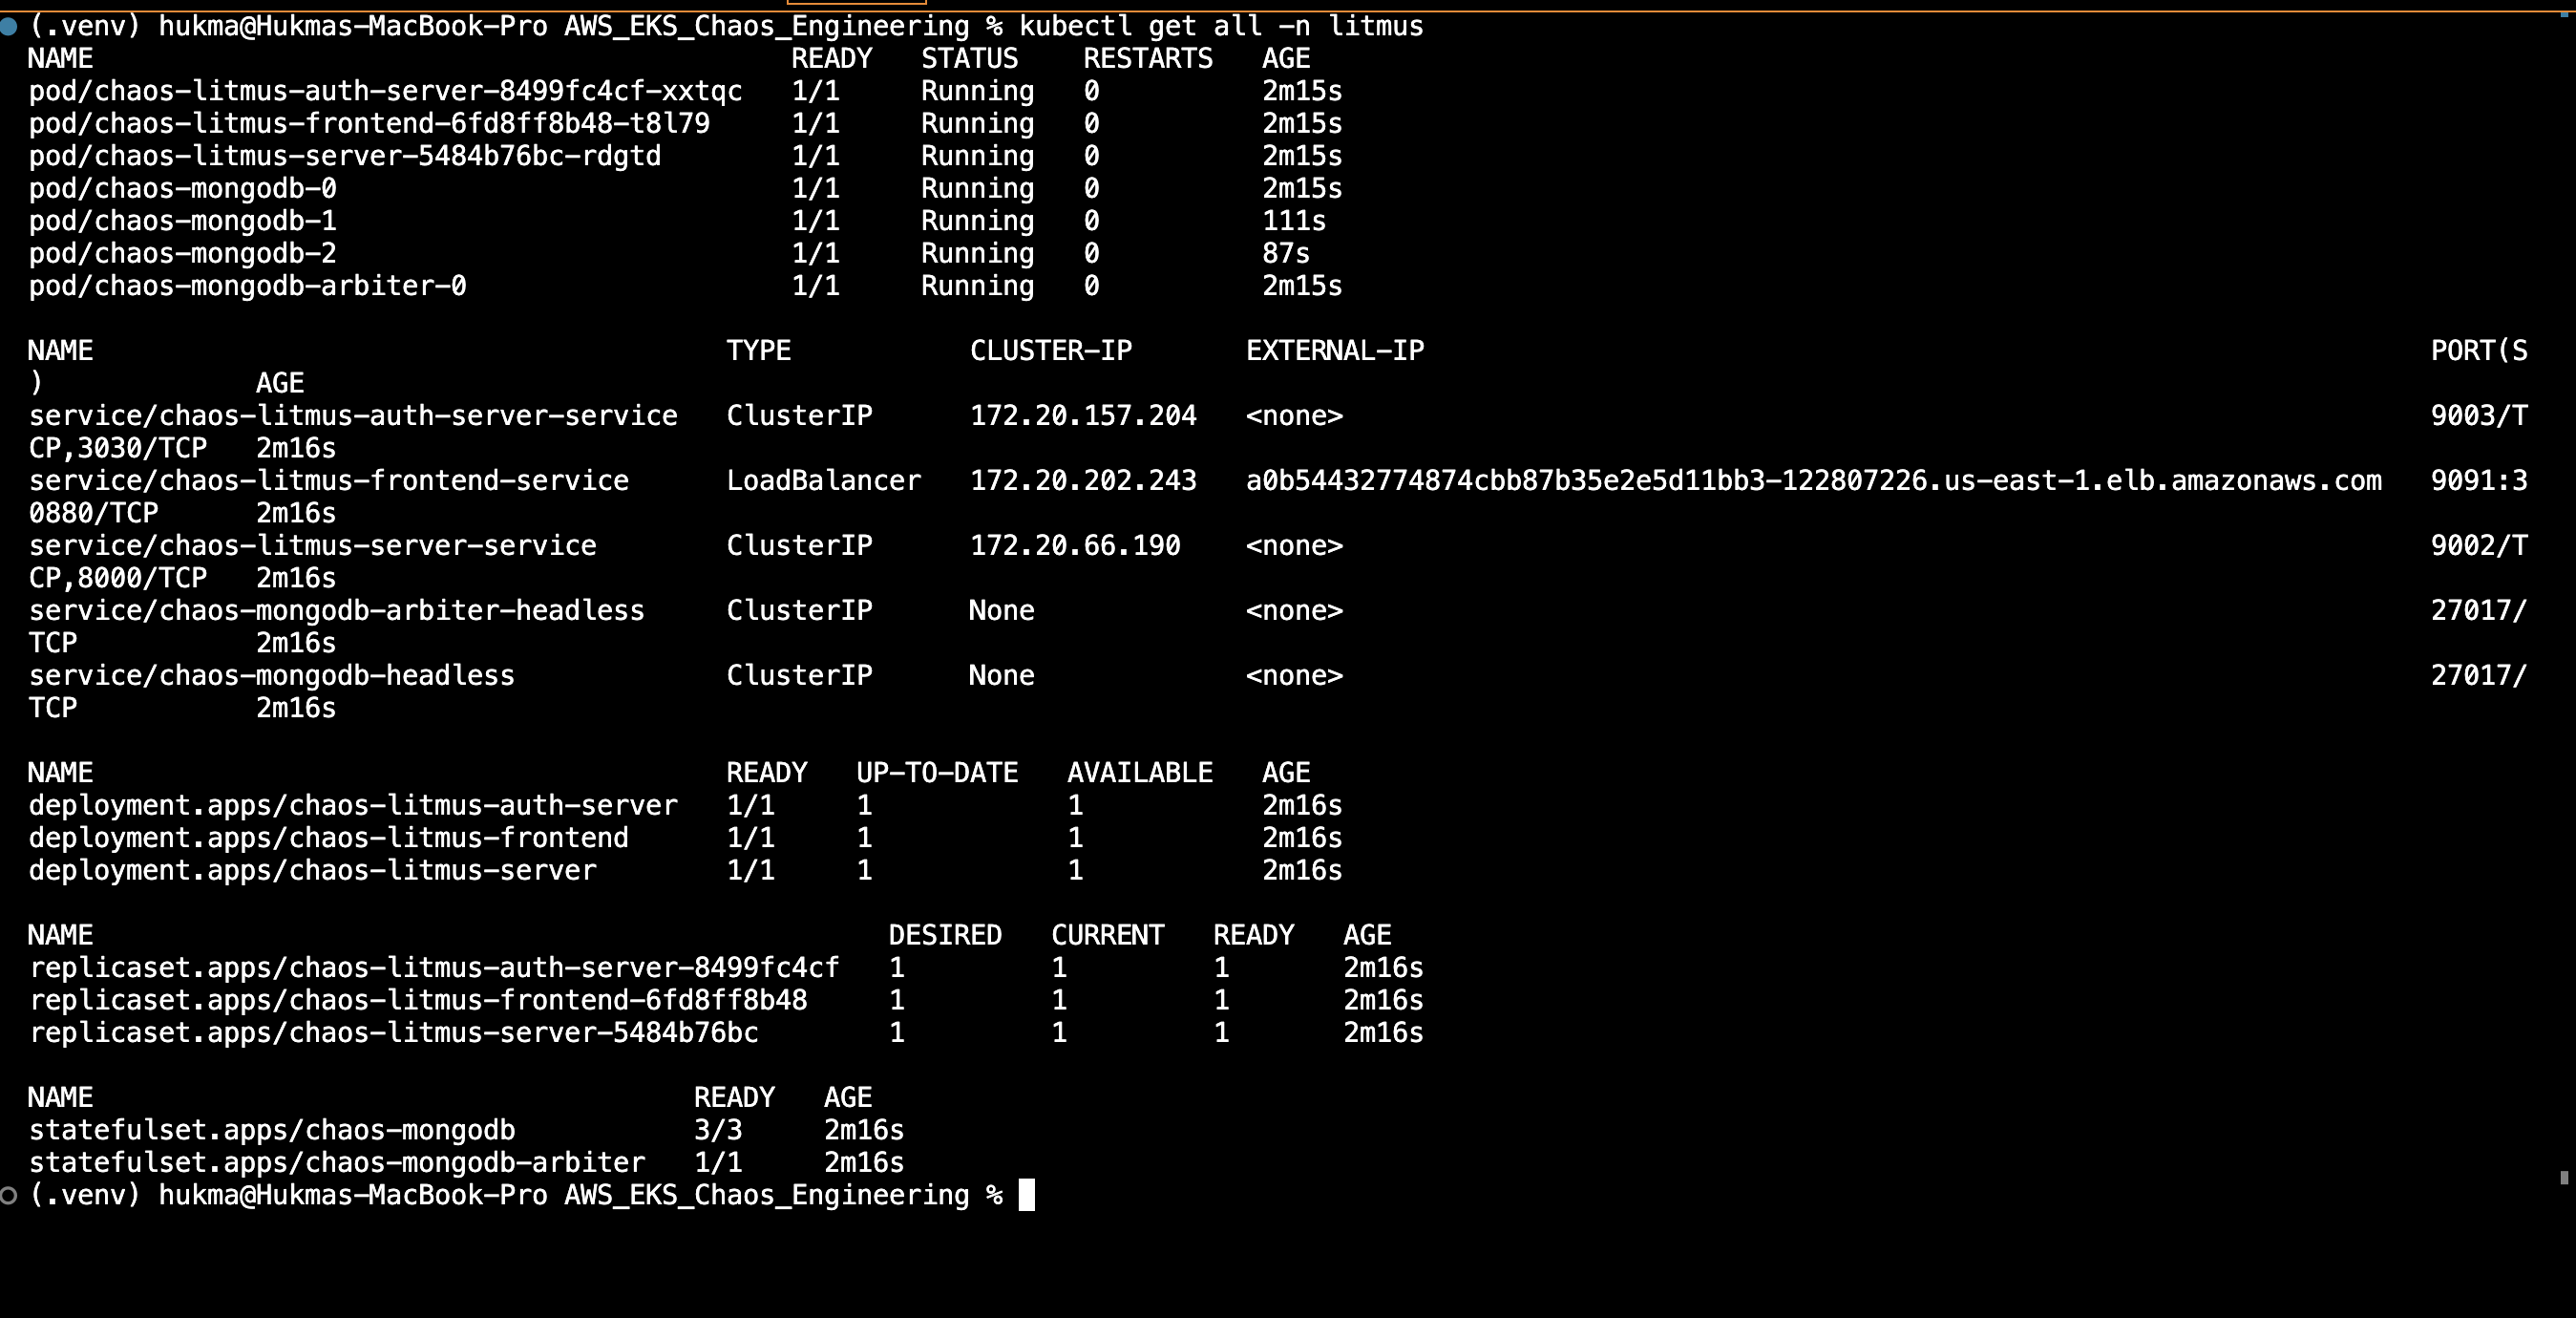 (.venv) hukma@Hukmas-MacBook-Pro AWS_EKS_Chaos_Engineering % kubectl get all -n litmus
NAME                                           READY   STATUS    RESTARTS   AGE
pod/chaos-litmus-auth-server-8499fc4cf-xxtqc   1/1     Running   0          2m15s
pod/chaos-litmus-frontend-6fd8ff8b48-t8l79     1/1     Running   0          2m15s
pod/chaos-litmus-server-5484b76bc-rdgtd        1/1     Running   0          2m15s
pod/chaos-mongodb-0                            1/1     Running   0          2m15s
pod/chaos-mongodb-1                            1/1     Running   0          111s
pod/chaos-mongodb-2                            1/1     Running   0          87s
pod/chaos-mongodb-arbiter-0                    1/1     Running   0          2m15s

NAME                                       TYPE           CLUSTER-IP       EXTERNAL-IP                                                              PORT(S
)             AGE
service/chaos-litmus-auth-server-service   ClusterIP      172.20.157.204   <none>                                                                   9003/T
CP,3030/TCP   2m16s
service/chaos-litmus-frontend-service      LoadBalancer   172.20.202.243   a0b54432774874cbb87b35e2e5d11bb3-122807226.us-east-1.elb.amazonaws.com   9091:3
0880/TCP      2m16s
service/chaos-litmus-server-service        ClusterIP      172.20.66.190    <none>                                                                   9002/T
CP,8000/TCP   2m16s
service/chaos-mongodb-arbiter-headless     ClusterIP      None             <none>                                                                   27017/
TCP           2m16s
service/chaos-mongodb-headless             ClusterIP      None             <none>                                                                   27017/
TCP           2m16s

NAME                                       READY   UP-TO-DATE   AVAILABLE   AGE
deployment.apps/chaos-litmus-auth-server   1/1     1            1           2m16s
deployment.apps/chaos-litmus-frontend      1/1     1            1           2m16s
deployment.apps/chaos-litmus-server        1/1     1            1           2m16s

NAME                                                 DESIRED   CURRENT   READY   AGE
replicaset.apps/chaos-litmus-auth-server-8499fc4cf   1         1         1       2m16s
replicaset.apps/chaos-litmus-frontend-6fd8ff8b48     1         1         1       2m16s
replicaset.apps/chaos-litmus-server-5484b76bc        1         1         1       2m16s

NAME                                     READY   AGE
statefulset.apps/chaos-mongodb           3/3     2m16s
statefulset.apps/chaos-mongodb-arbiter   1/1     2m16s
(.venv) hukma@Hukmas-MacBook-Pro AWS_EKS_Chaos_Engineering %